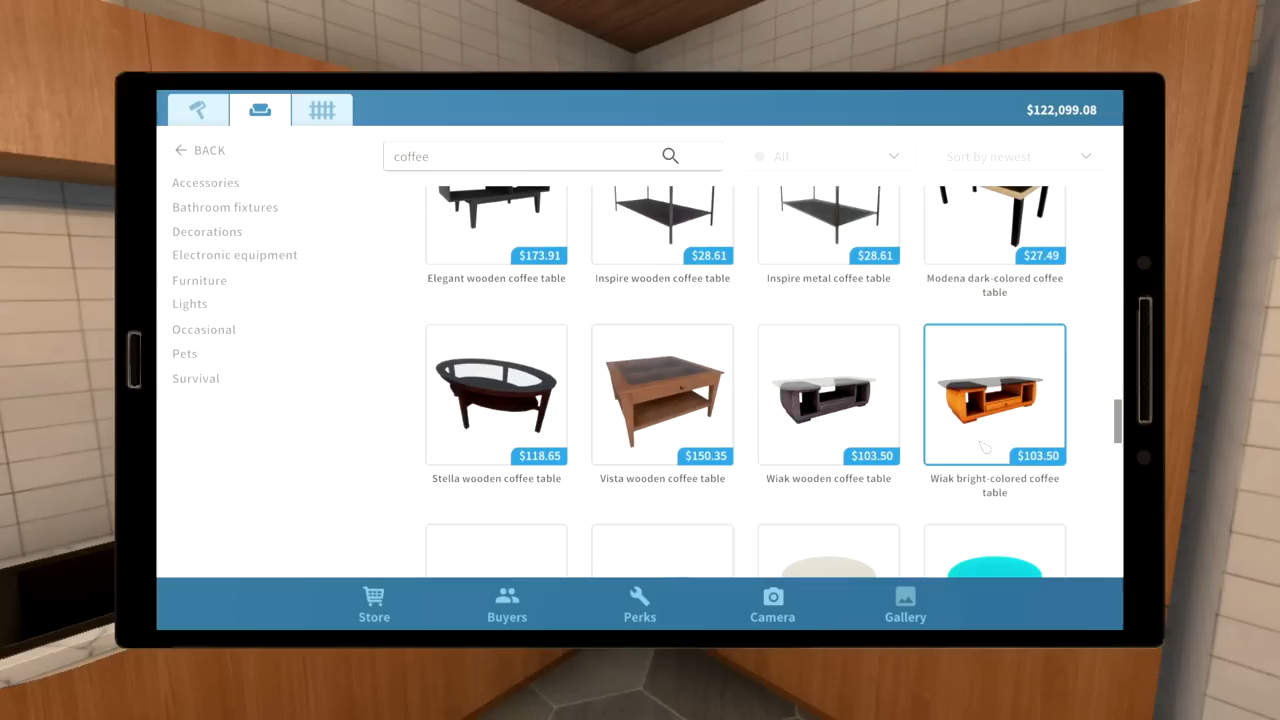 $122,099.08
BACK
coffee
All
Sort by newest
Accessories
Bathroom fixtures
Decorations
Electronic equipment
Furniture
Lights
Occasional
Pets
Survival
$173.91
$28.61
$28.61
$27.49
Elegant wooden coffee table
Inspire wooden coffee table
Inspire metal coffee table
Modena dark-colored coffee
table
$118.65
$150.35
$103.50
$103.50
Stella wooden coffee table
Vista wooden coffee table
Wiak wooden coffee table
Wiak bright-colored coffee
table
Store
Buyers
Perks
Camera
Gallery